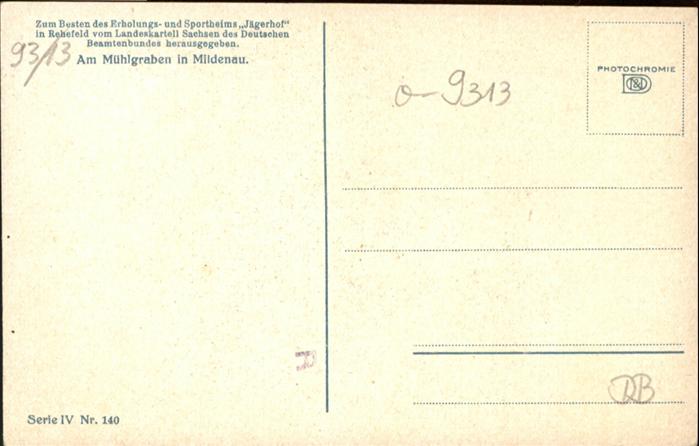 Zum Besten des Erholungs- und Sportheims „Jägerhof“
in Rehefeld vom Landeskartell Sachsen des Deutschen
Beamtenbundes herausgegeben.
93/13
Am Mühlgraben in Mildenau.
o-9313
PHOTOCHROMIE
D&D
RB
Serie IV Nr. 140